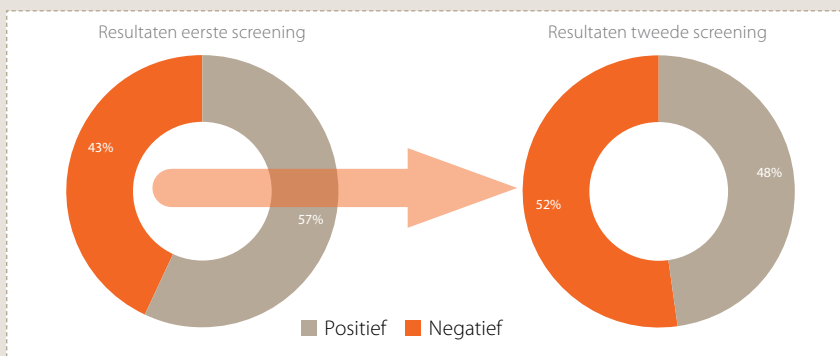 Resultaten eerste screening
Resultaten tweede screening
43%
57%
52%
48%
Positief
Negatief